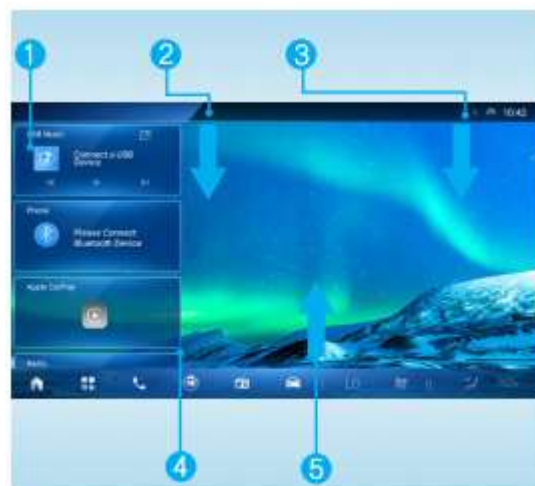 1
2
3
10:42
USB Music
Connect a USB
Device
Phone
Please Connect
Bluetooth Device
Apple CarPlay
Radio
4
5